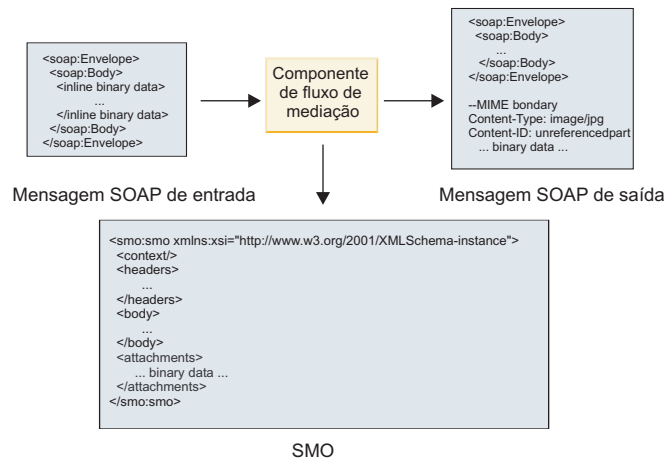 <soap:Envelope>
<soap:Body>
<inline binary data>
...
</inline binary data>
</soap:Body>
</soap:Envelope>
Mensagem SOAP de entrada
Componente
de fluxo de
mediação
<soap:Envelope>
<soap:Body>
...
</soap:Body>
</soap:Envelope>
--MIME bondary
Content-Type: image/jpg
Content-ID: unreferencedpart
... binary data ...
Mensagem SOAP de saída
<smo:smo xmlns:xsi="http://www.w3.org/2001/XMLSchema-instance">
<context/>
<headers>
...
</headers>
<body>
...
</body>
<attachments>
... binary data ...
</attachments>
</smo:smo>
SMO